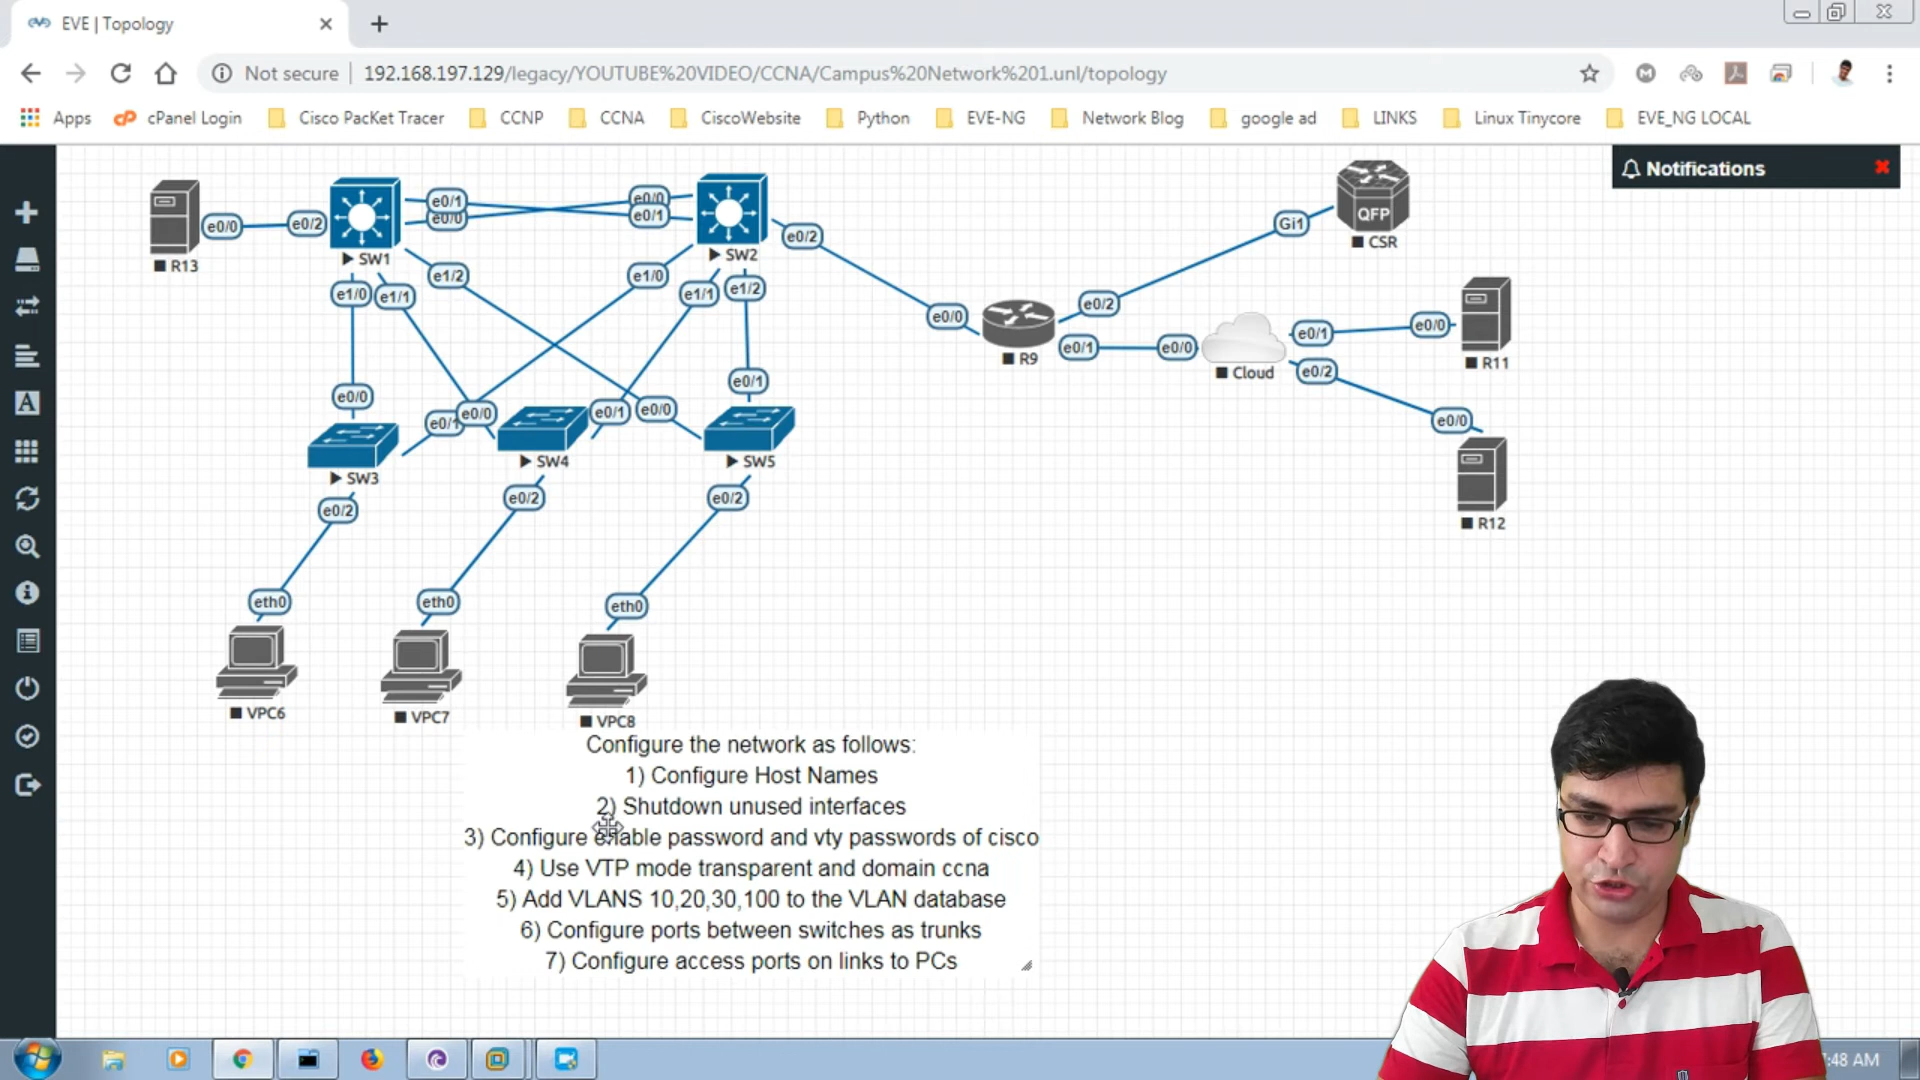 EVE | Topology
Not secure | 192.168.197.129/legacy/YOUTUBE%20VIDEO/CCNA/Campus%20Network%201.unl/topology
Apps cPanel Login Cisco PacKet Tracer CCNP CCNA CiscoWebsite Python EVE-NG Network Blog google ad LINKS Linux Tinycore EVE_NG LOCAL
Notifications
R13
e0/0
e0/2
SW1
e0/1
e0/0
e0/0
e0/1
SW2
e0/2
e1/2
e1/0
e1/1
e1/0
e1/1
e1/2
e0/0
R9
e0/2
Gi1
QFP
CSR
e0/1
e0/0
Cloud
e0/1
e0/0
R11
e0/2
e0/0
R12
e0/0
e0/1
e0/0
e0/1
e0/0
e0/1
SW3
SW4
SW5
e0/2
e0/2
e0/2
eth0
eth0
eth0
VPC6
VPC7
VPC8
Configure the network as follows:
1) Configure Host Names
2) Shutdown unused interfaces
3) Configure enable password and vty passwords of cisco
4) Use VTP mode transparent and domain ccna
5) Add VLANS 10,20,30,100 to the VLAN database
6) Configure ports between switches as trunks
7) Configure access ports on links to PCs
:48 AM